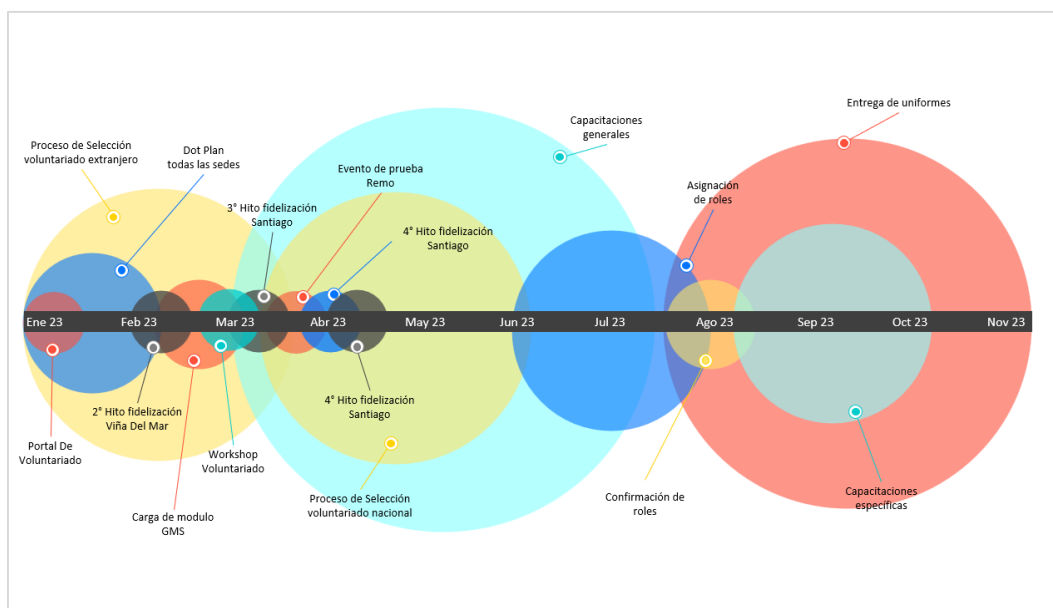 Entrega de uniformes
Capacitaciones
generales
Proceso de Selección
voluntariado extranjero
Dot Plan
todas las sedes
Evento de prueba
Remo
Asignación
de roles
3° Hito fidelización
Santiago
4° Hito fidelización
Santiago
Ene 23
Feb 23
Mar 23
Abr 23
May 23
Jun 23
Jul 23
Ago 23
Sep 23
Oct 23
Nov 23
2° Hito fidelización
Viña Del Mar
4° Hito fidelización
Santiago
Portal De
Voluntariado
Workshop
Voluntariado
Proceso de Selección
voluntariado nacional
Confirmación de
roles
Capacitaciones
específicas
Carga de modulo
GMS